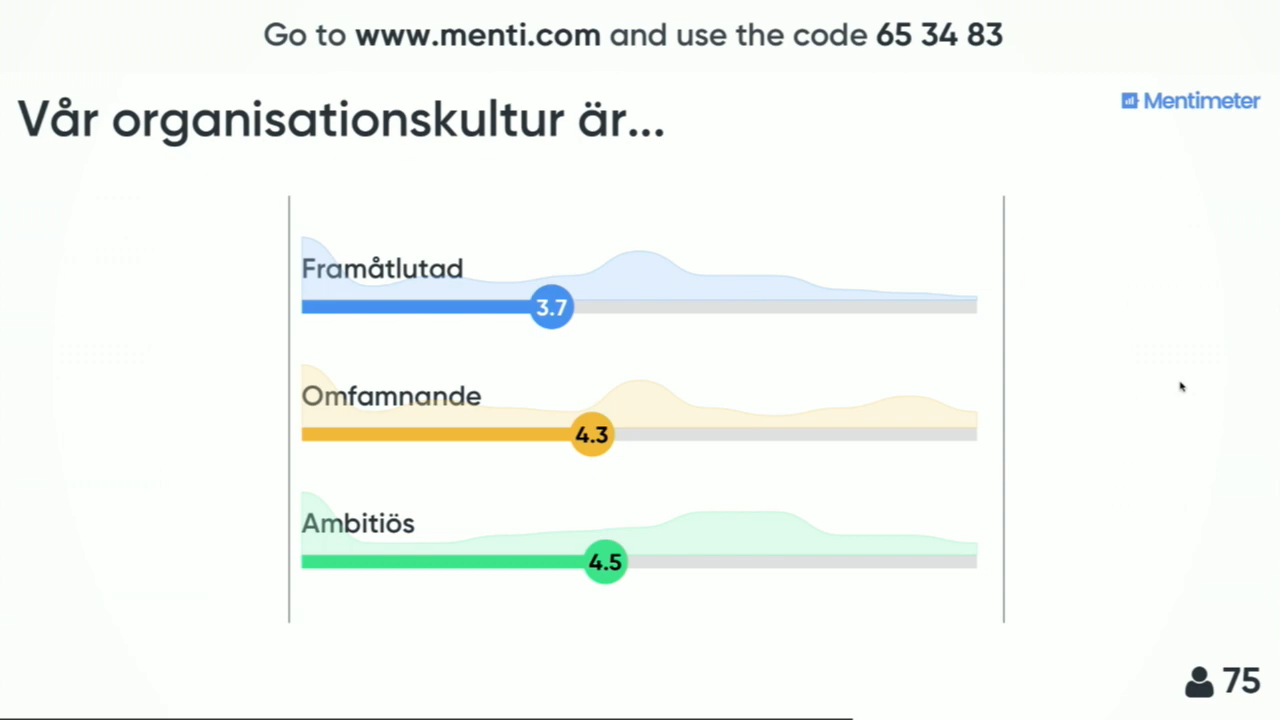 Go to www.menti.com and use the code 65 34 83
Vår organisationskultur är...
Mentimeter
Framåtlutad
3.7
Omfamnande
4.3
Ambitiös
4.5
75